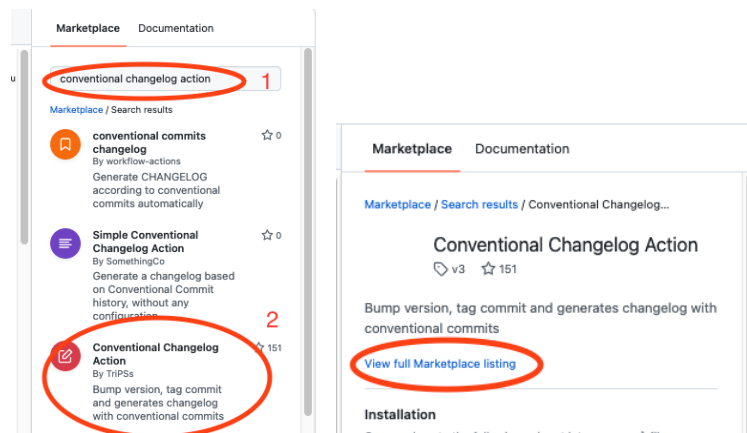 Marketplace Documentation
u
conventional changelog action 1
Marketplace / Search results
conventional commits
changelog
0
By workflow-actions
Generate CHANGELOG
according to conventional
commits automatically
Simple Conventional
Changelog Action
0
By SomethingCo
Generate a changelog based
on Conventional Commit
history, without any
configuration
2
Conventional Changelog
Action
151
By TriPSs
Bump version, tag commit
and generates changelog
with conventional commits
Marketplace Documentation
Marketplace / Search results / Conventional Changelog...
Conventional Changelog Action
v3 151
Bump version, tag commit and generates changelog with
conventional commits
View full Marketplace listing
Installation